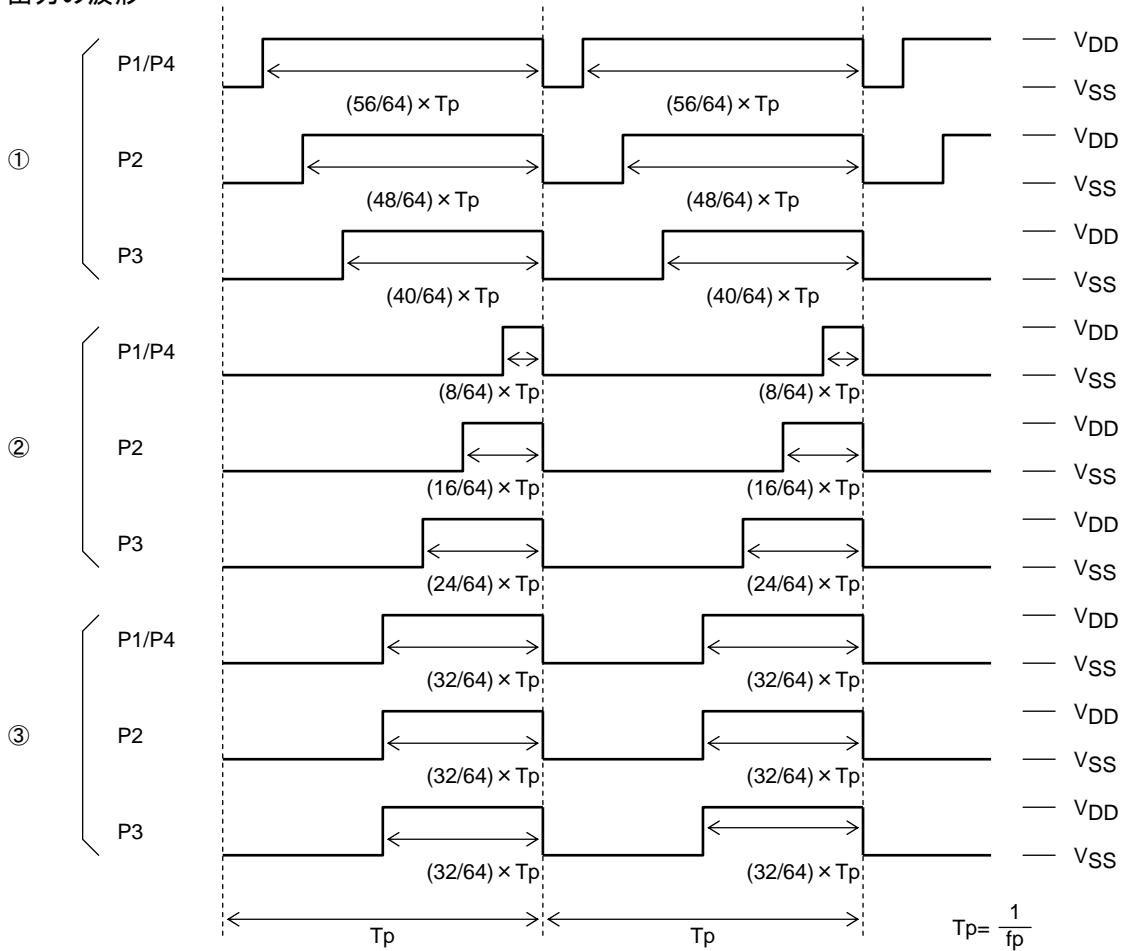 出力の波形
P1/P4
VDD
VSS
(56/64) × Tp
(56/64) × Tp
①
P2
VDD
VSS
(48/64) × Tp
(48/64) × Tp
P3
VDD
VSS
(40/64) × Tp
(40/64) × Tp
P1/P4
VDD
VSS
(8/64) × Tp
(8/64) × Tp
②
P2
VDD
VSS
(16/64) × Tp
(16/64) × Tp
P3
VDD
VSS
(24/64) × Tp
(24/64) × Tp
P1/P4
VDD
VSS
(32/64) × Tp
(32/64) × Tp
③
P2
VDD
VSS
(32/64) × Tp
(32/64) × Tp
P3
VDD
VSS
(32/64) × Tp
(32/64) × Tp
Tp
Tp
Tp= 1/fp